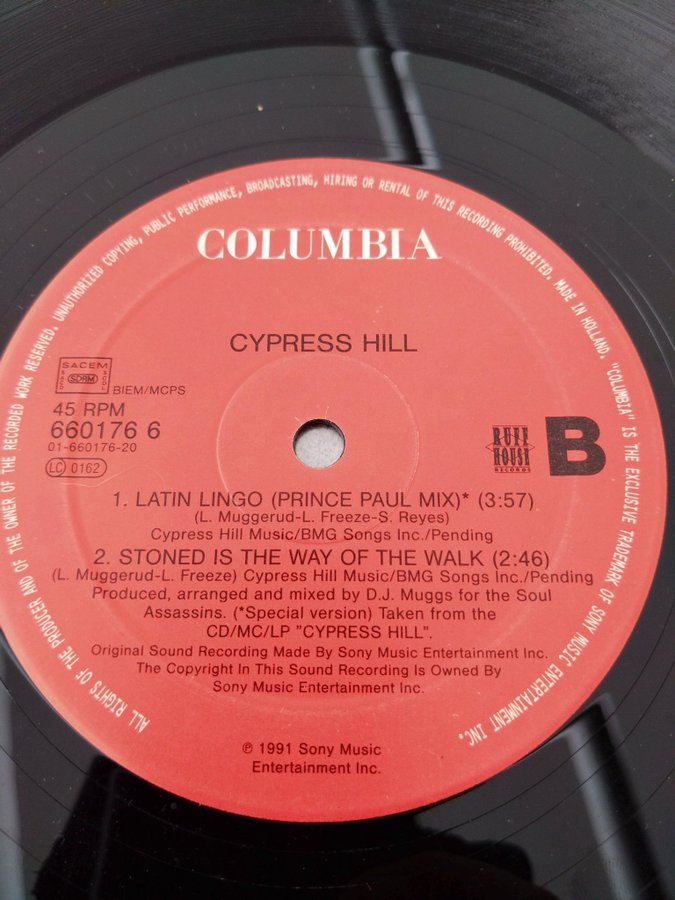 ALL RIGHTS OF THE PRODUCER AND OF THE OWNER OF THE RECORDED WORK RESERVED. UNAUTHORIZED COPYING, PUBLIC PERFORMANCE, BROADCASTING, HIRING OR RENTAL OF THIS RECORDING PROHIBITED. MADE IN HOLLAND. "COLUMBIA" IS THE EXCLUSIVE TRADEMARK OF SONY MUSIC ENTERTAINMENT INC.
COLUMBIA
CYPRESS HILL
SACEM
SDRM
BIEM/MCPS
45 RPM
660176 6
01-660176-20
LC 0162
RUFF
HOUSE
RECORDS
B
1. LATIN LINGO (PRINCE PAUL MIX)* (3:57)
(L. Muggerud-L. Freeze-S. Reyes)
Cypress Hill Music/BMG Songs Inc./Pending
2. STONED IS THE WAY OF THE WALK (2:46)
(L. Muggerud-L. Freeze) Cypress Hill Music/BMG Songs Inc./Pending
Produced, arranged and mixed by D.J. Muggs for the Soul
Assassins. (*Special version) Taken from the
CD/MC/LP "CYPRESS HILL".
Original Sound Recording Made By Sony Music Entertainment Inc.
The Copyright In This Sound Recording Is Owned By
Sony Music Entertainment Inc.
℗ 1991 Sony Music
Entertainment Inc.